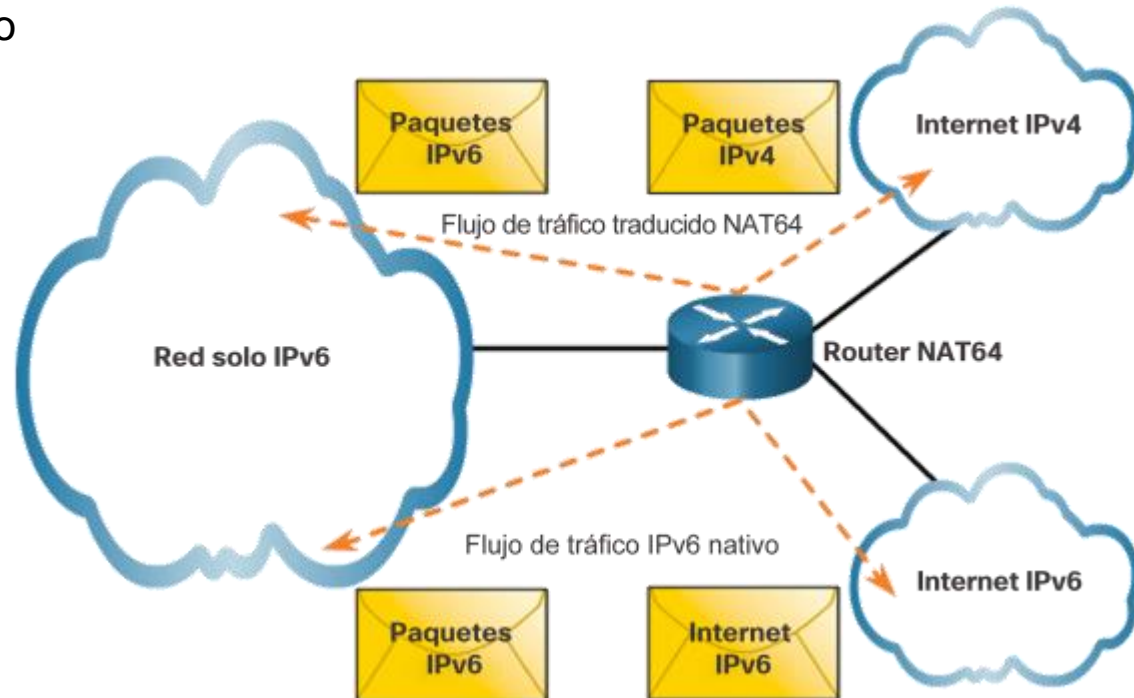 o
Paquetes
IPv6
Paquetes
IPv4
Internet IPv4
Flujo de tráfico traducido NAT64
Red solo IPv6
Router NAT64
Flujo de tráfico IPv6 nativo
Internet IPv6
Paquetes
IPv6
Internet
IPv6